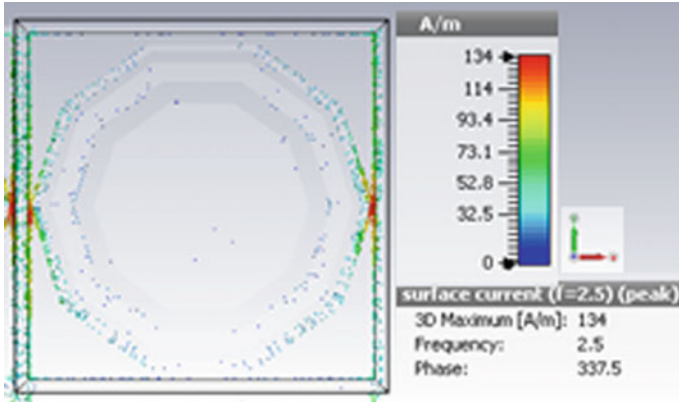 A/m
134
114
93.4
73.1
52.8
32.5
0
surface current (f=2.5) (peak)
3D Maximum [A/m]: 134
Frequency: 2.5
Phase: 337.5